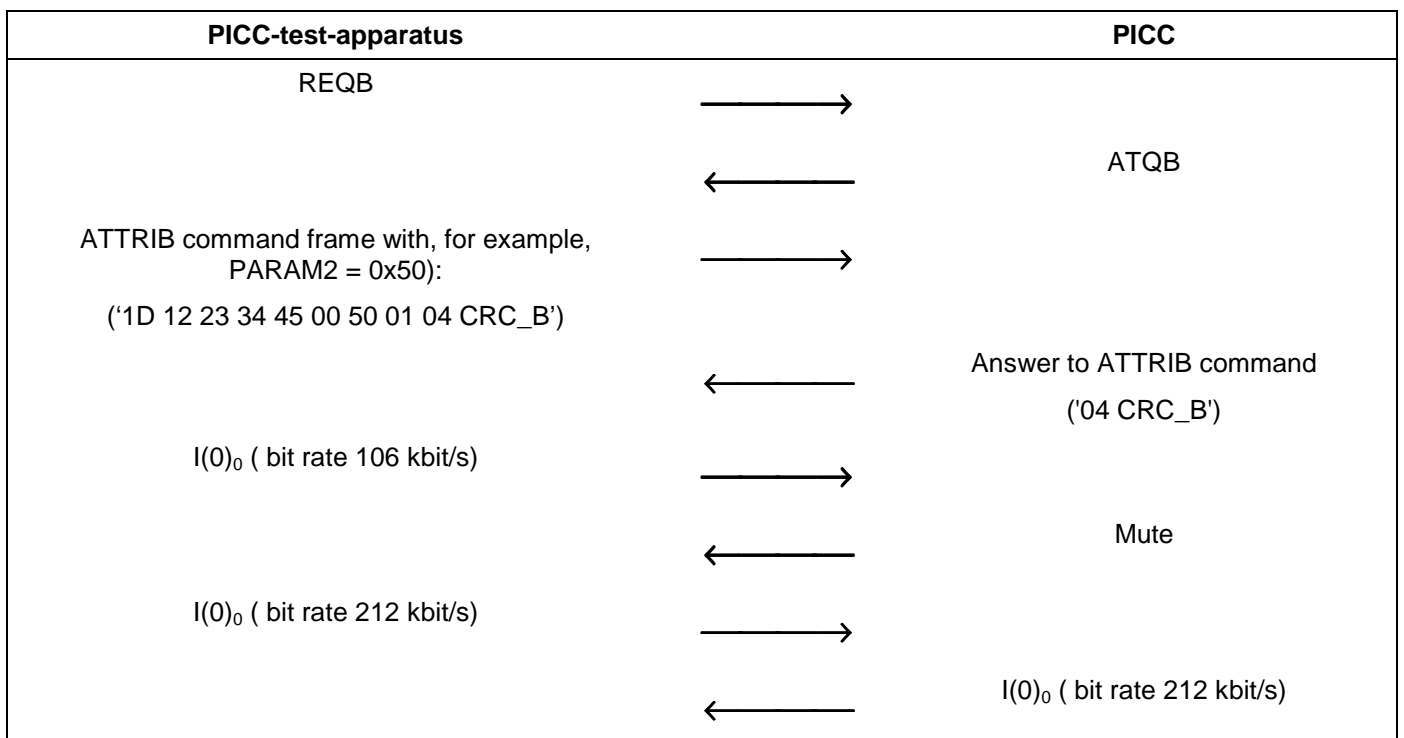 PICC-test-apparatus PICC
REQB
ATQB
ATTRIB command frame with, for example,
PARAM2 = 0x50):
(‘1D 12 23 34 45 00 50 01 04 CRC_B’)
Answer to ATTRIB command
('04 CRC_B')
I(0)₀ ( bit rate 106 kbit/s)
Mute
I(0)₀ ( bit rate 212 kbit/s)
I(0)₀ ( bit rate 212 kbit/s)